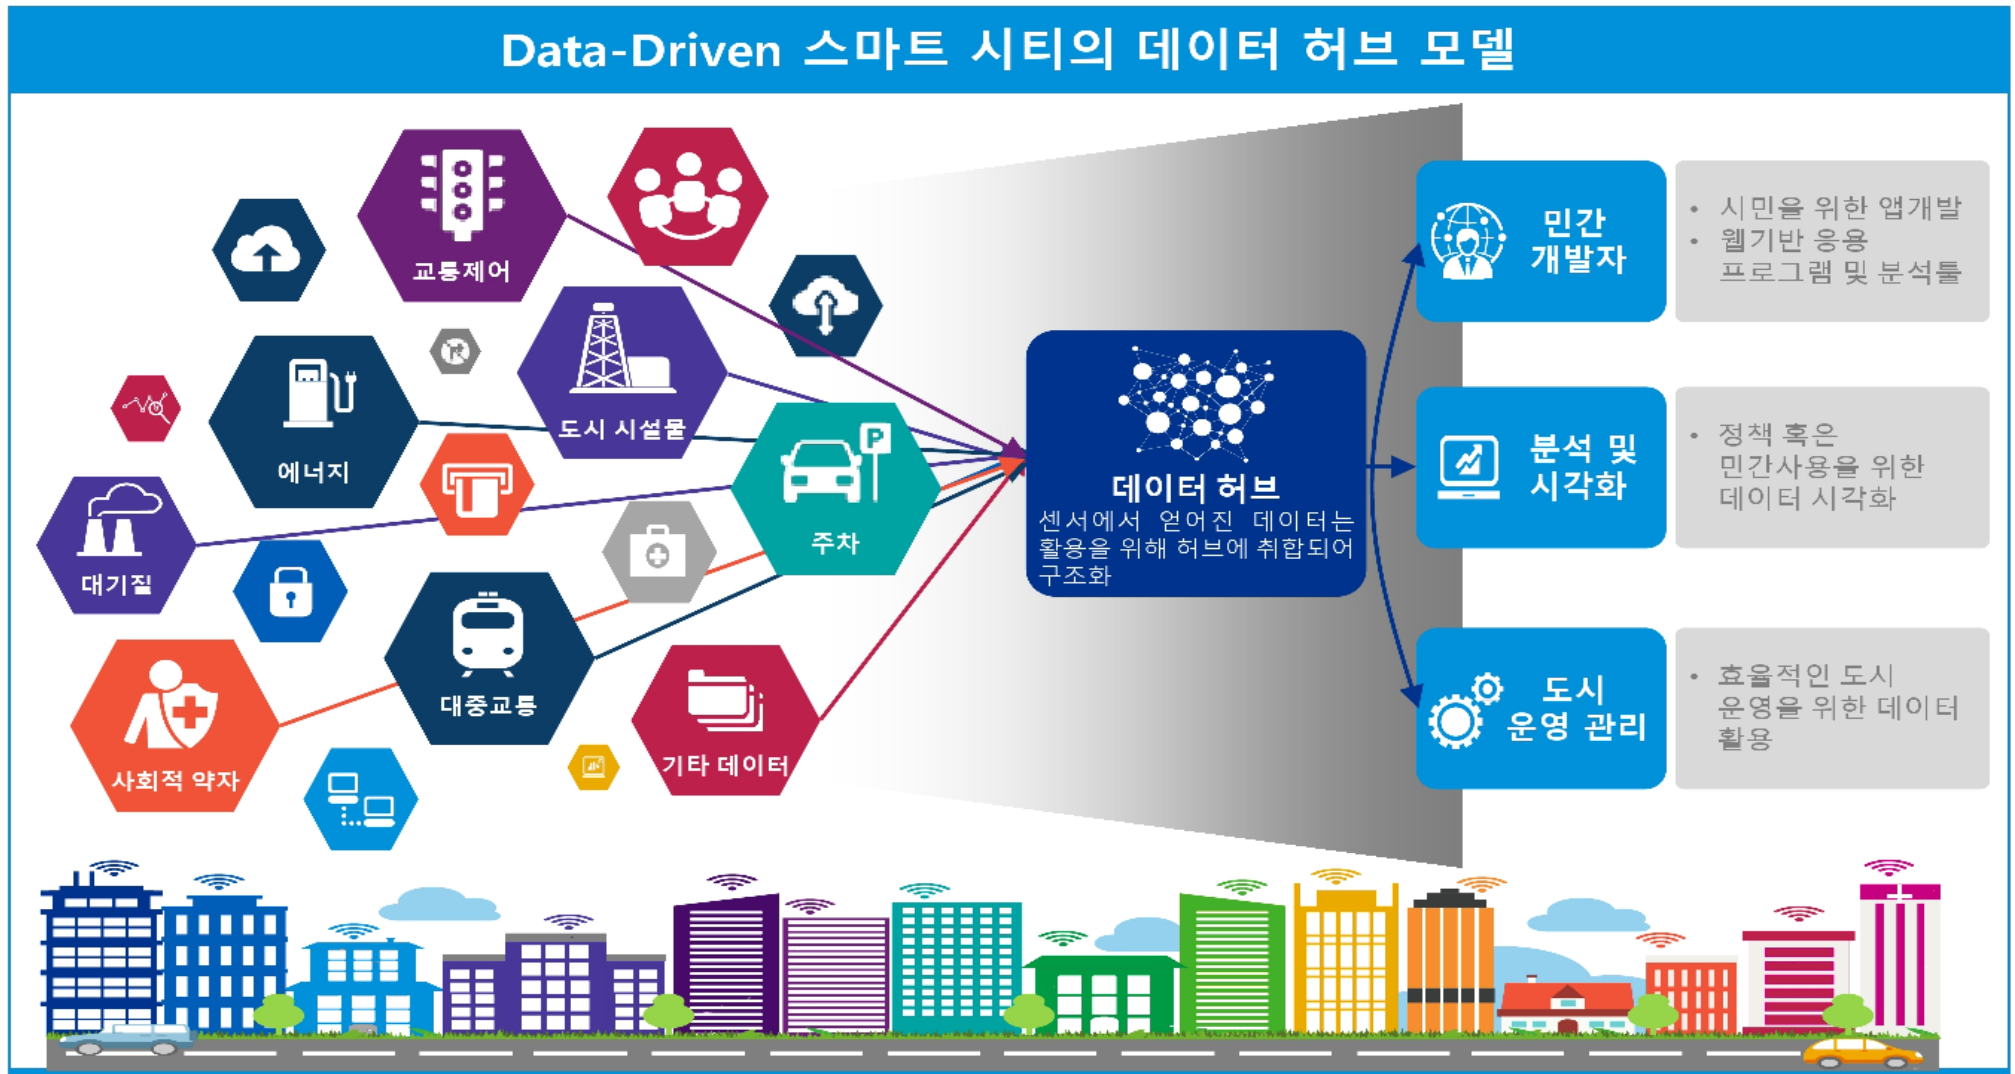 Data-Driven 스마트 시티의 데이터 허브 모델
교통제어
도시 시설물
에너지
주차
대기질
대중교통
사회적 약자
기타 데이터
P
데이터 허브
센서에서 얻어진 데이터는
활용을 위해 허브에 취합되어
구조화
민간
개발자
• 시민을 위한 앱개발
• 웹기반 응용
프로그램 및 분석툴
분석 및
시각화
• 정책 혹은
민간사용을 위한
데이터 시각화
도시
운영 관리
• 효율적인 도시
운영을 위한 데이터
활용